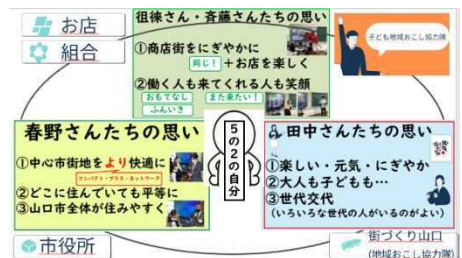 お店
組合
徂徠さん・斉藤さんたちの思い
①商店街をにぎやかに
同じ！
＋お店を楽しく
②働く人も来てくれる人も笑顔
おもてなし
また来たい！
ふんいき
子ども地域おこし協力隊
春野さんたちの思い
①中心市街地をより快適に
コンパクト・プラス・ネットワーク
②どこに住んでいても平等に
③山口市全体が住みやすく
5の2の自分
田中さんたちの思い
①楽しい・元気・にぎやか
②大人も子どもも…
③世代交代
(いろいろな世代の人がいるのがよい)
市役所
街づくり山口
(地域おこし協力隊)